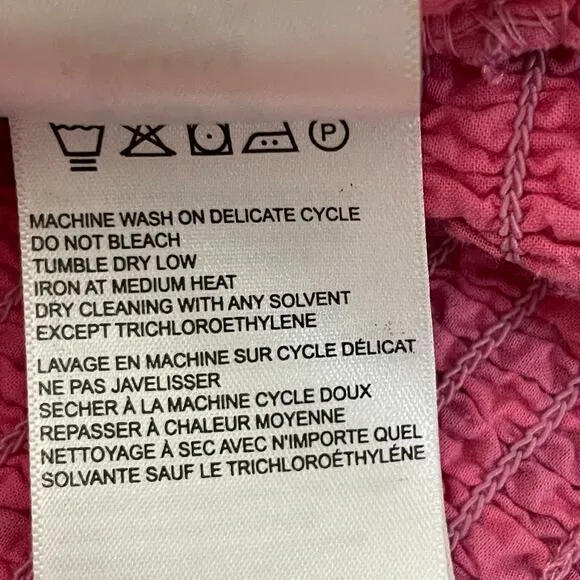 P
MACHINE WASH ON DELICATE CYCLE
DO NOT BLEACH
TUMBLE DRY LOW
IRON AT MEDIUM HEAT
DRY CLEANING WITH ANY SOLVENT
EXCEPT TRICHLOROETHYLENE
LAVAGE EN MACHINE SUR CYCLE DÉLICAT
NE PAS JAVELISSER
SECHER À LA MACHINE CYCLE DOUX
REPASSER À CHALEUR MOYENNE
NETTOYAGE À SEC AVEC N'IMPORTE QUEL
SOLVANTE SAUF LE TRICHLOROÉTHYLÉNE